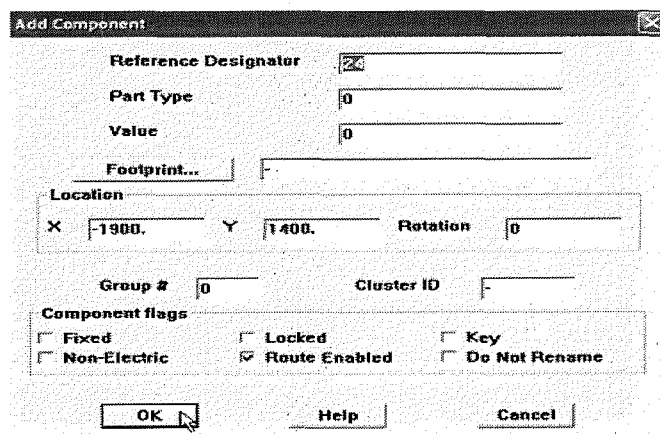 Add Component
Reference Designator
Part Type 0
Value 0
Footprint... -
Location
X -1900. Y 1400. Rotation 0
Group # 0 Cluster ID -
Component flags
Fixed Locked Key
Non-Electric Route Enabled Do Not Rename
OK Help Cancel